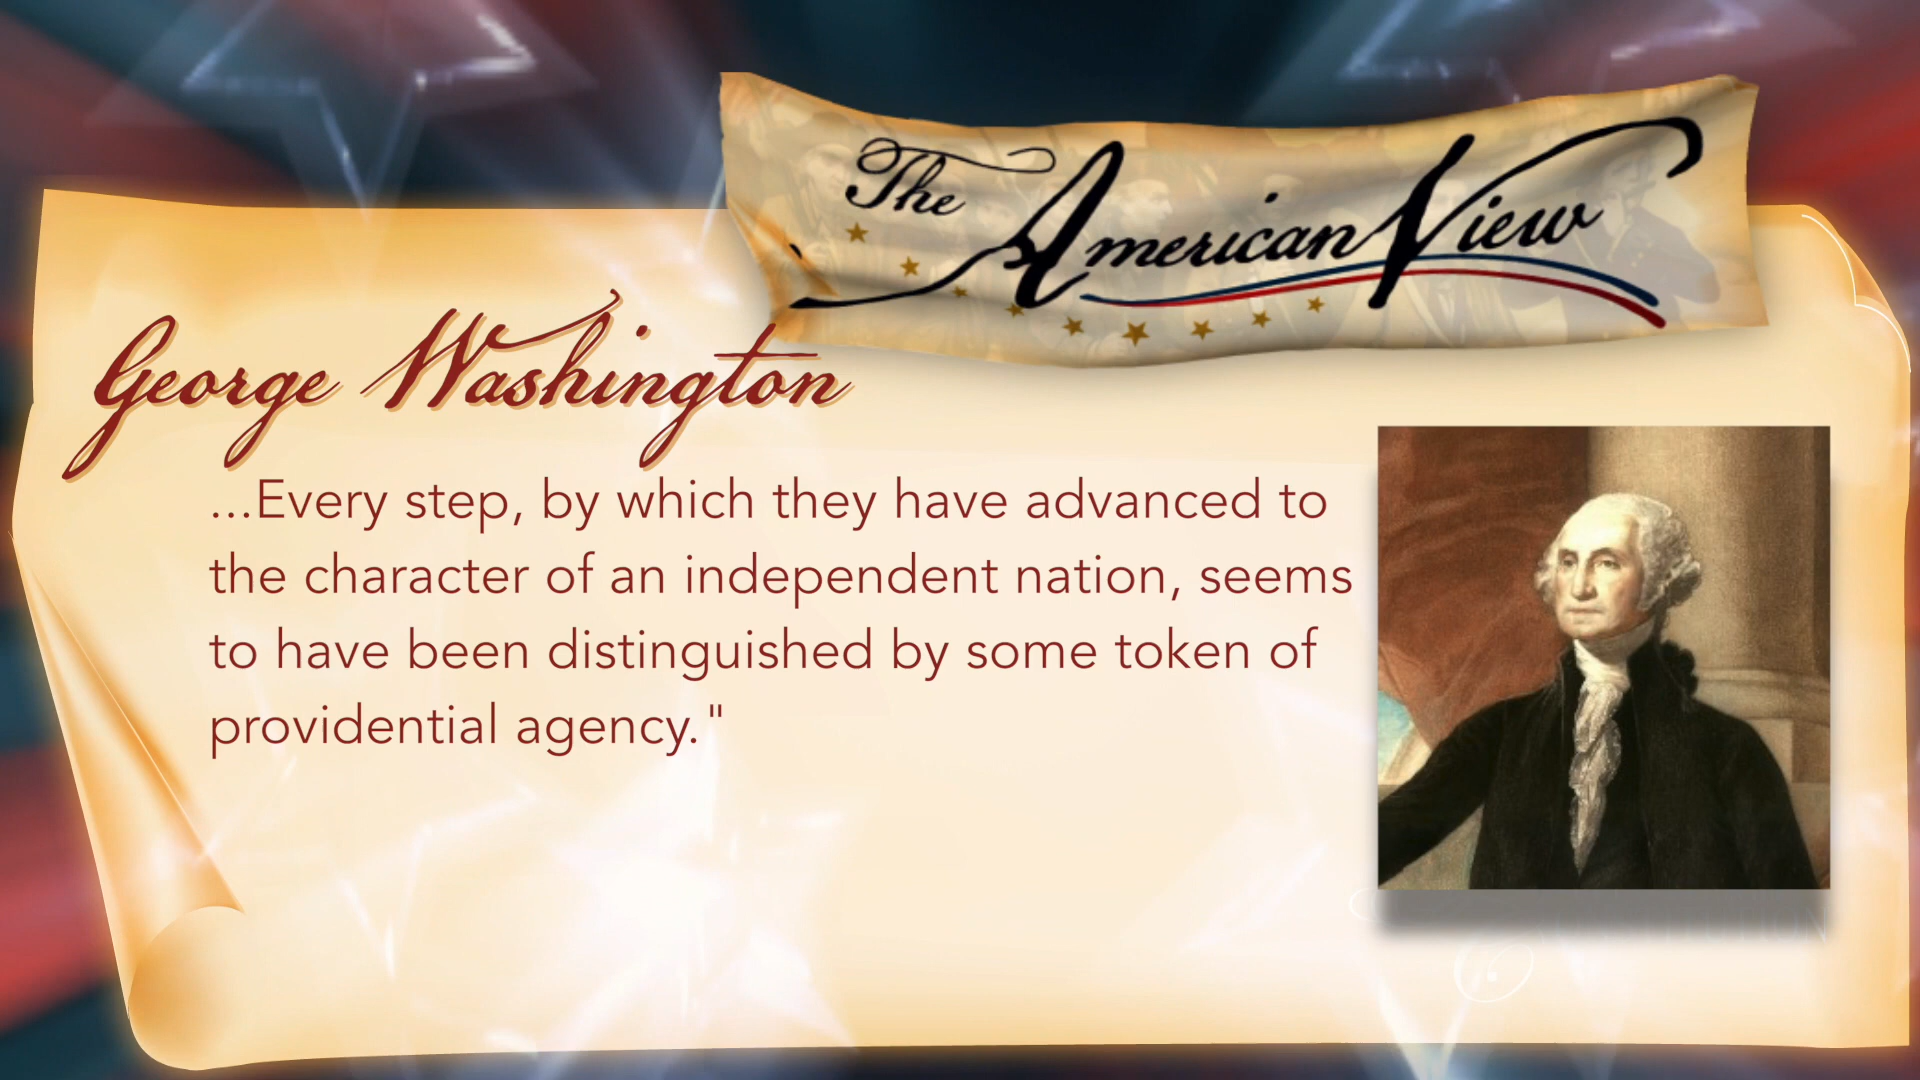 The American View
George Washington
...Every step, by which they have advanced to
the character of an independent nation, seems
to have been distinguished by some token of
providential agency."